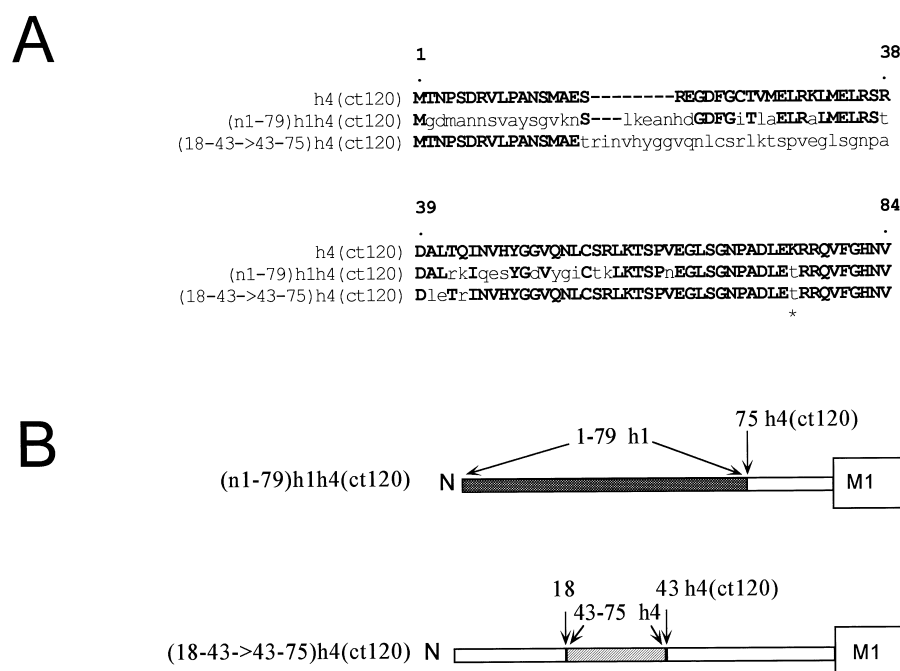 A
1 38
h4(ct120) MTNPSDRVLPANSMAES--------REGDFGCTVMELRKLMELRSR
(n1-79)h1h4(ct120) MgdmannsvaysgvknS---lkeanhdGDFGiTlaELRaLMELRSt
(18-43->43-75)h4(ct120) MTNPSDRVLPANSMAEtrinvhyggvqnlcsrlktspveglsgnpa
39 84
h4(ct120) DALTQINVHYGGVQNLCSRLKTSPVEGLSGNPADLEKRRQVFGHNV
(n1-79)h1h4(ct120) DALrkIqesYGdVygiCtkLKTSPnEGLSGNPADLEtRRQVFGHNV
(18-43->43-75)h4(ct120) DleTrINVHYGGVQNLCSRLKTSPVEGLSGNPADLEtRRQVFGHNV
*
B
1-79 h1 75 h4(ct120)
(n1-79)h1h4(ct120) N M1
18 43 h4(ct120)
43-75 h4
(18-43->43-75)h4(ct120) N M1